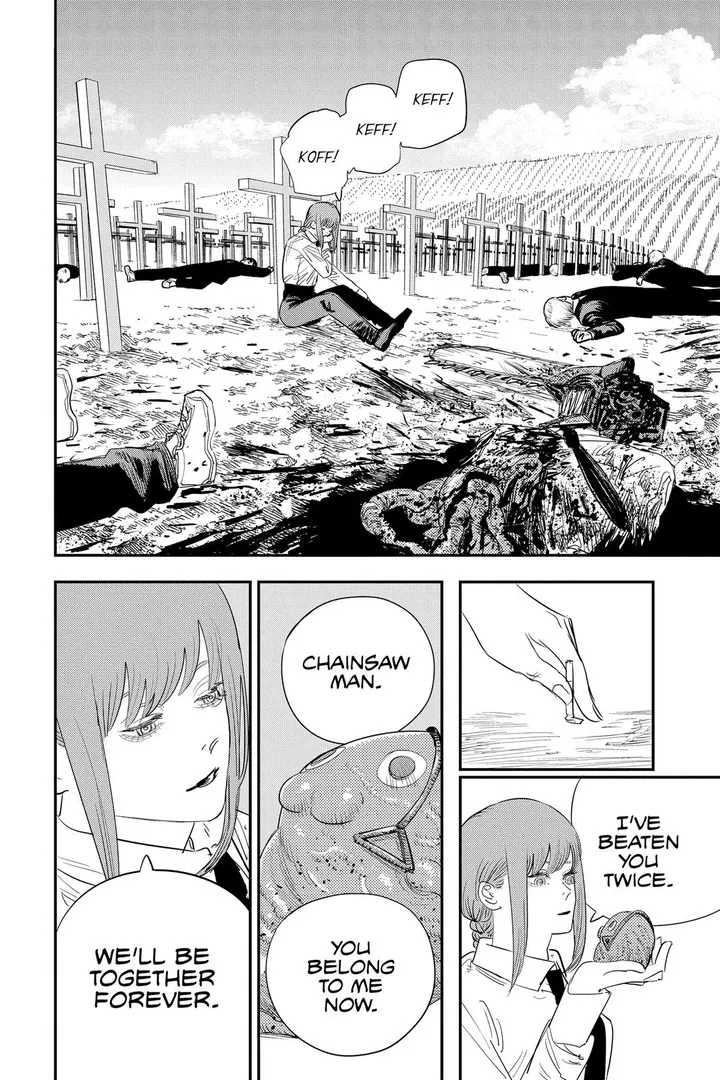 KEFF!
KEFF!
KOFF!
I'VE
BEATEN
YOU
TWICE.
CHAINSAW
MAN.
YOU
BELONG
TO ME
NOW.
WE'LL BE
TOGETHER
FOREVER.